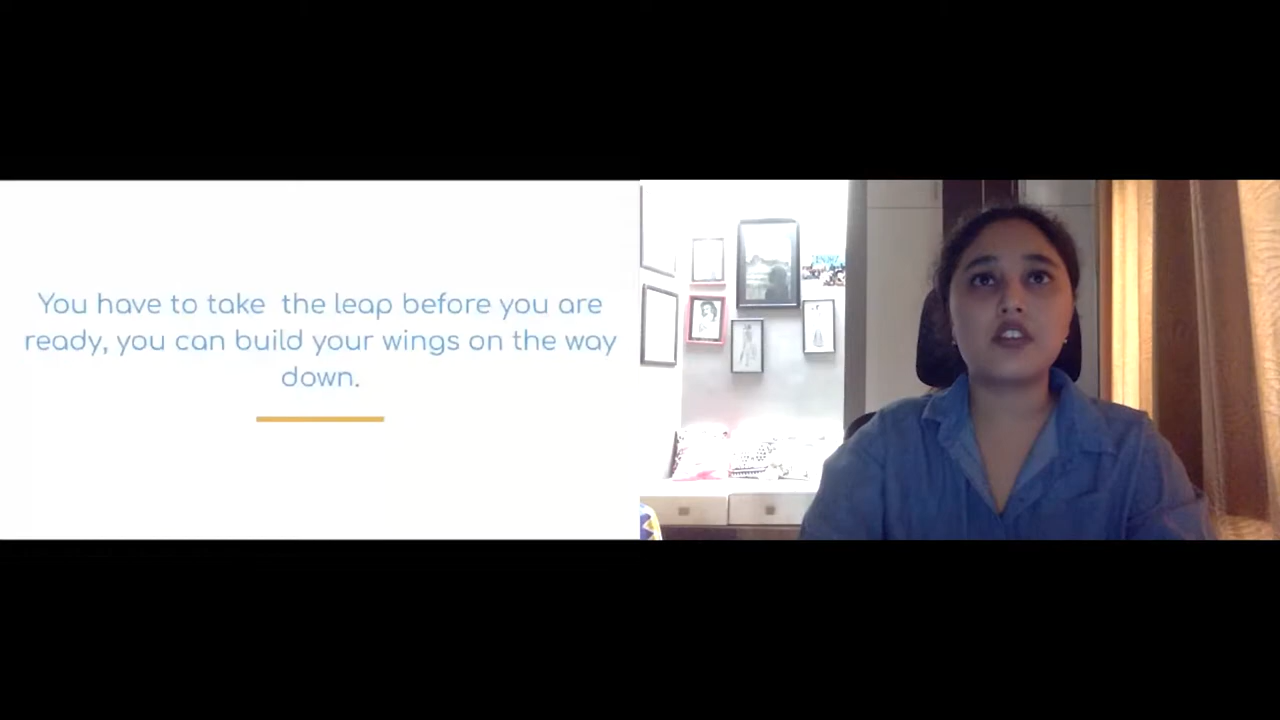 You have to take  the leap before you are
ready, you can build your wings on the way
down.